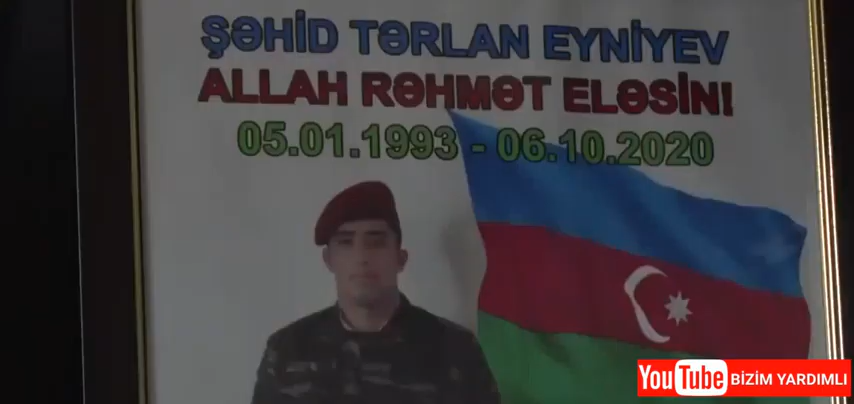 ŞƏHİD TƏRLAN EYNİYEV
ALLAH RƏHMƏT ELƏSİN!
05.01.1993 - 06.10.2020
YouTube BİZİM YARDIMLI